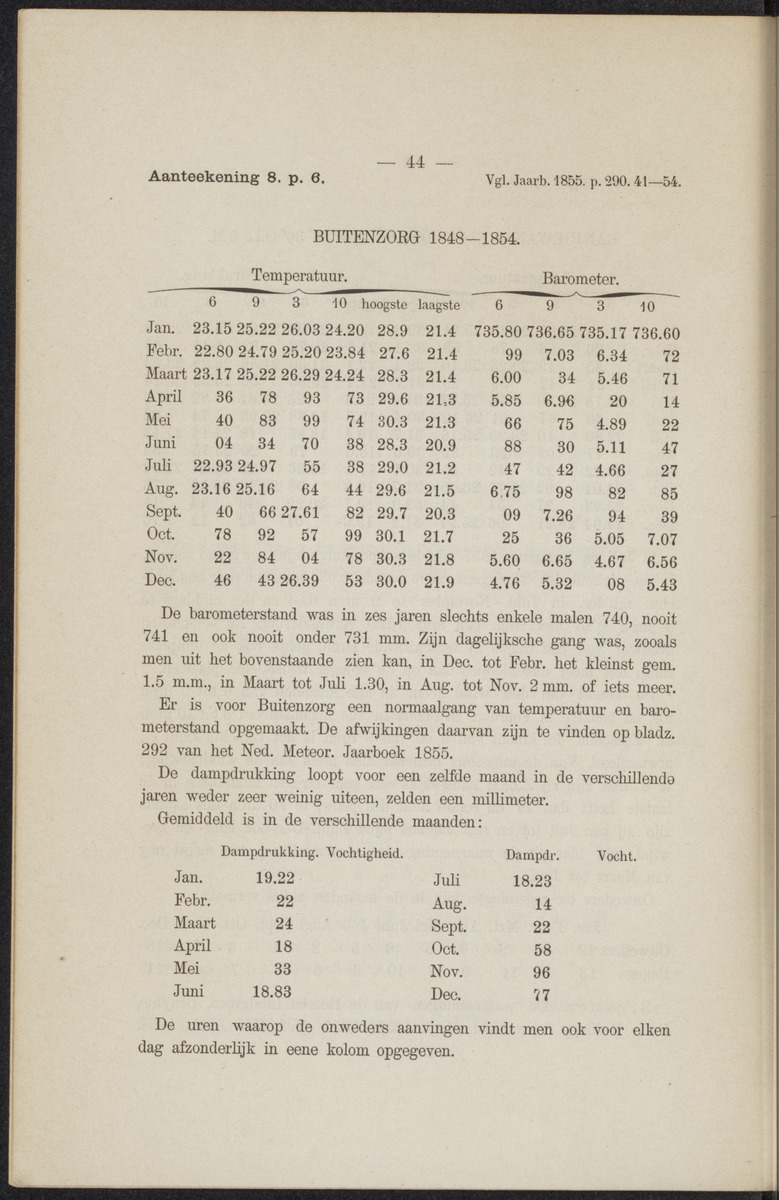 — 44 —
Aanteekening 8. p. 6. Vgl. Jaarb. 1855. p. 290. 41—54.
BUITENZORG 1848—1854.
Temperatuur. Barometer.
6 9 3 10 hoogste laagste 6 9 3 10
Jan. 23.15 25.22 26.03 24.20 28.9 21.4 735.80 736.65 735.17 736.60
Febr. 22.80 24.79 25.20 23.84 27.6 21.4 99 7.03 6.34 72
Maart 23.17 25.22 26.29 24.24 28.3 21.4 6.00 34 5.46 71
April 36 78 93 73 29.6 21.3 5.85 6.96 20 14
Mei 40 83 99 74 30.3 21.3 66 75 4.89 22
Juni 04 34 70 38 28.3 20.9 88 30 5.11 47
Juli 22.93 24.97 55 38 29.0 21.2 47 42 4.66 27
Aug. 23.16 25.16 64 44 29.6 21.5 6.75 98 82 85
Sept. 40 66 27.61 82 29.7 20.3 09 7.26 94 39
Oct. 78 92 57 99 30.1 21.7 25 36 5.05 7.07
Nov. 22 84 04 78 30.3 21.8 5.60 6.65 4.67 6.56
Dec. 46 43 26.39 53 30.0 21.9 4.76 5.32 08 5.43
De barometerstand was in zes jaren slechts enkele malen 740, nooit
741 en ook nooit onder 731 mm. Zijn dagelijksche gang was, zooals
men uit het bovenstaande zien kan, in Dec. tot Febr. het kleinst gem.
1.5 m.m., in Maart tot Juli 1.30, in Aug. tot Nov. 2 mm. of iets meer.
Er is voor Buitenzorg een normaalgang van temperatuur en baro-
meterstand opgemaakt. De afwijkingen daarvan zijn te vinden op bladz.
292 van het Ned. Meteor. Jaarboek 1855.
De dampdrukking loopt voor een zelfde maand in de verschillende
jaren weder zeer weinig uiteen, zelden een millimeter.
Gemiddeld is in de verschillende maanden:
Dampdrukking. Vochtigheid. Dampdr. Vocht.
Jan. 19.22 Juli 18.23
Febr. 22 Aug. 14
Maart 24 Sept. 22
April 18 Oct. 58
Mei 33 Nov. 96
Juni 18.83 Dec. 77
De uren waarop de onweders aanvingen vindt men ook voor elken
dag afzonderlijk in eene kolom opgegeven.